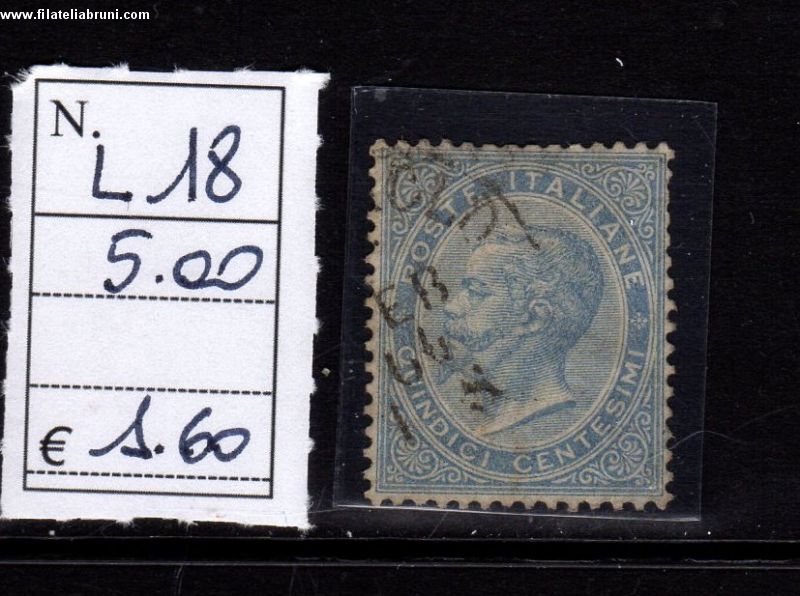 www.filateliabruni.com
N.
L 18
5.00
€ 1.60
POSTE ITALIANE
QUINDICI CENTESIMI